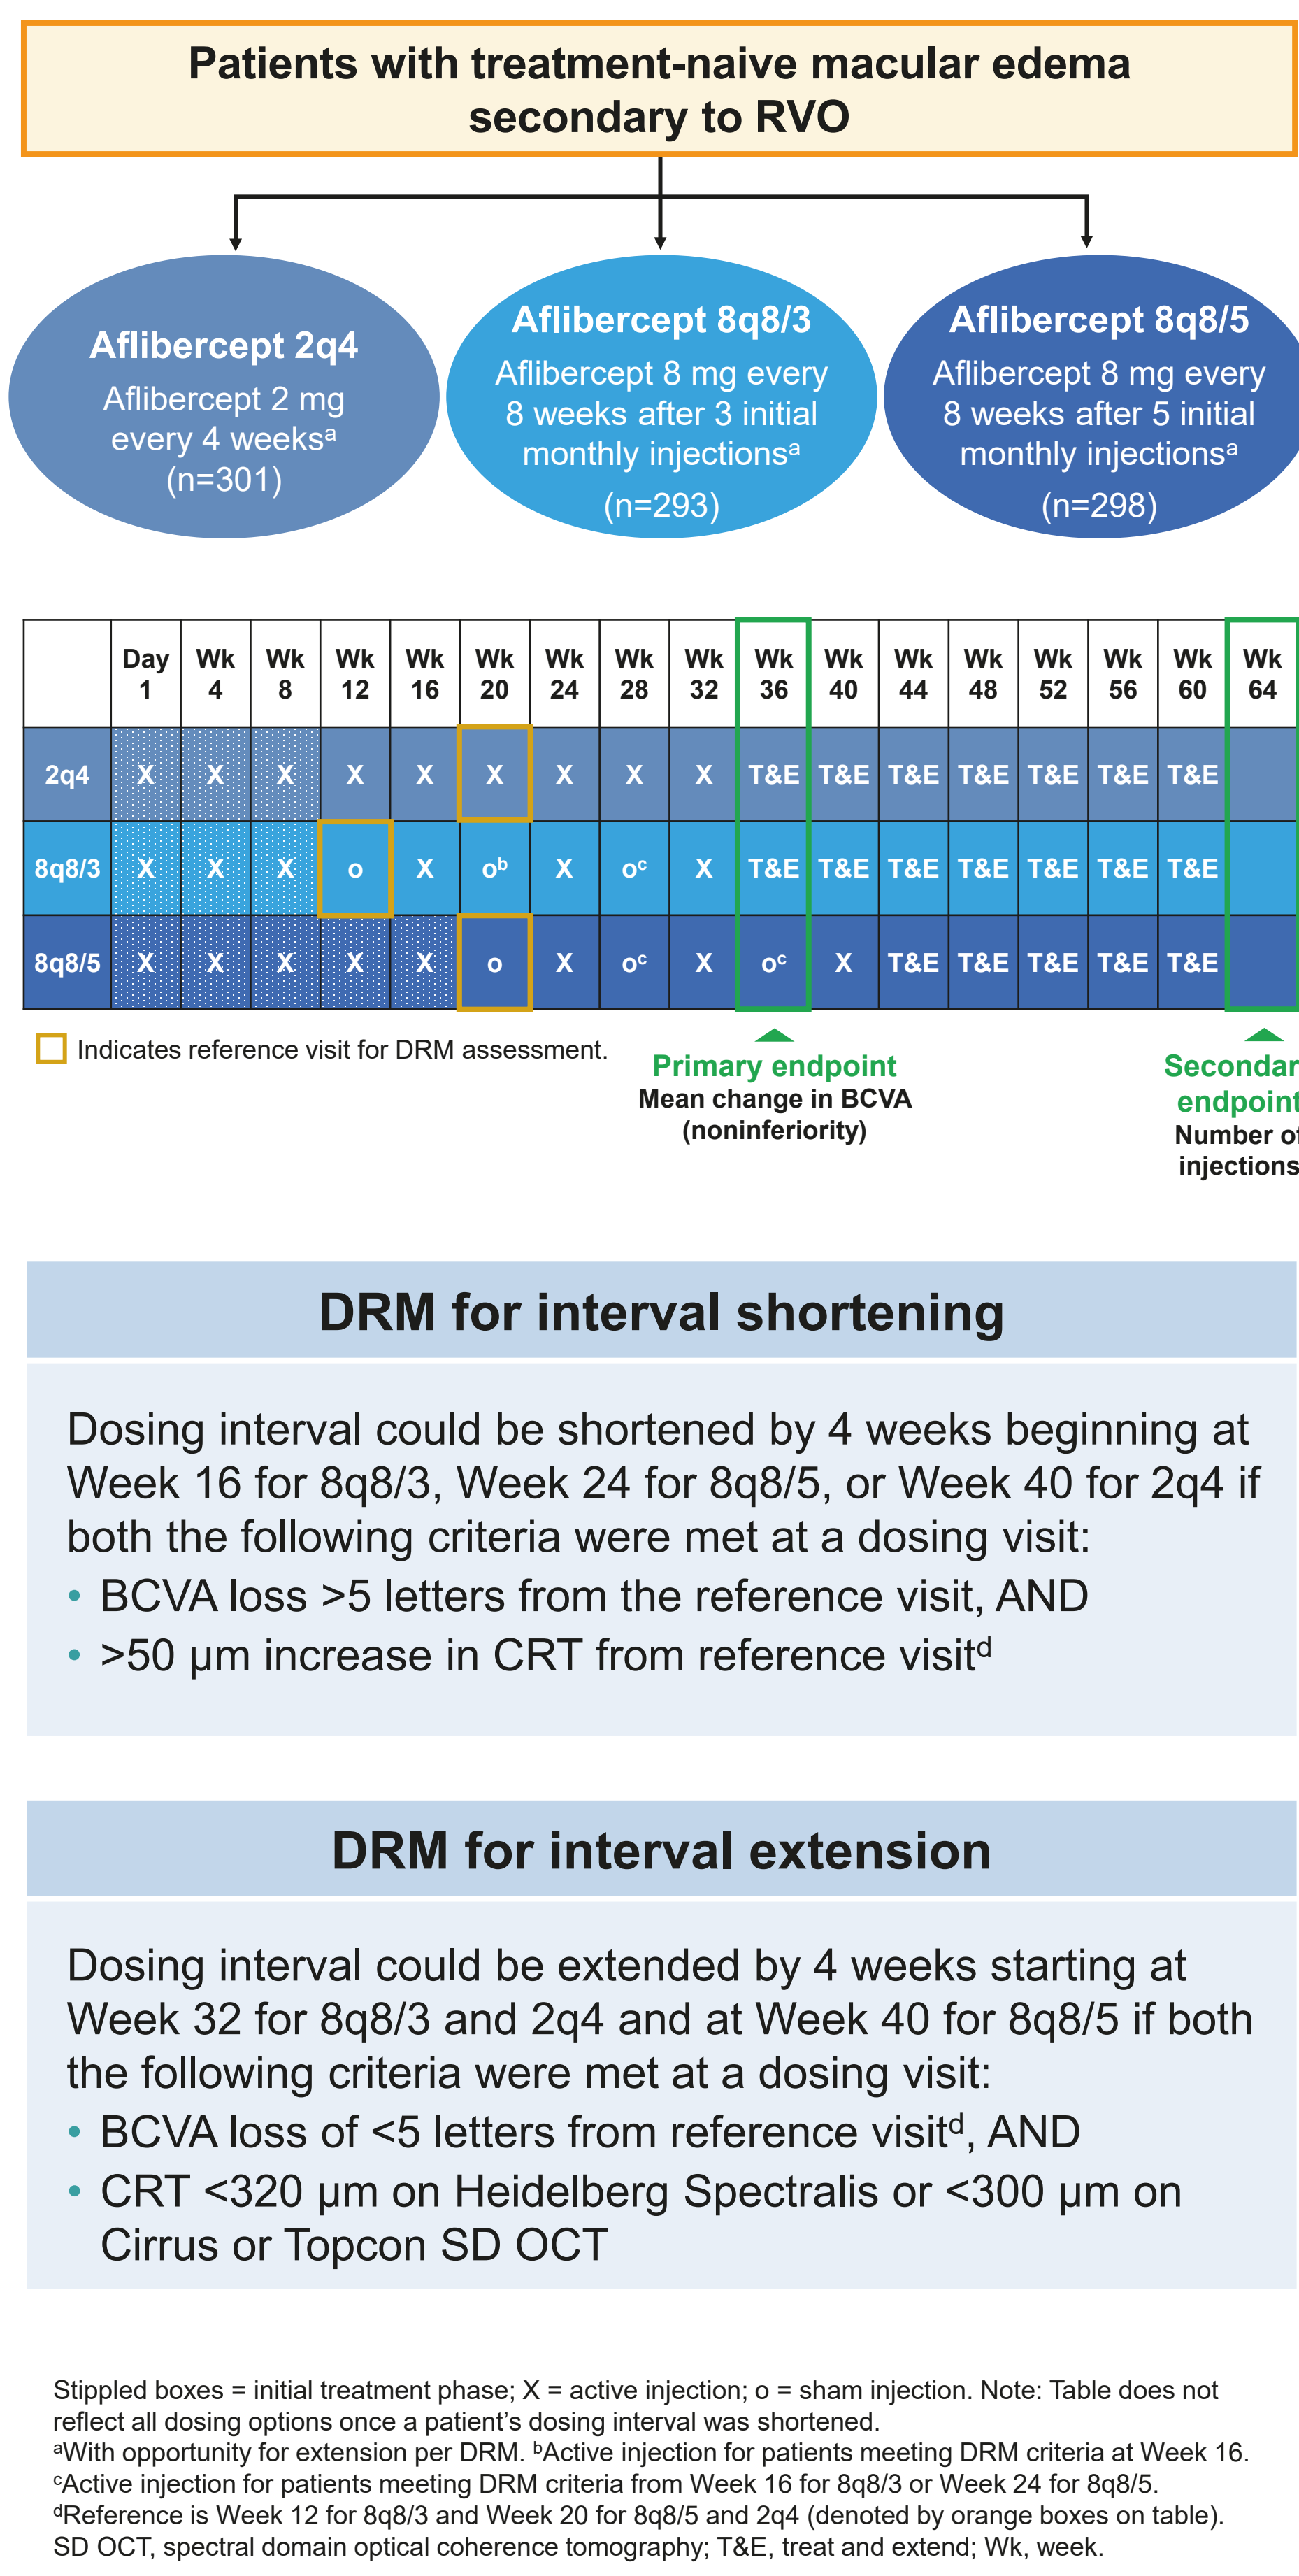 Patients with treatment-naive macular edema
secondary to RVO
Aflibercept 2q4
Aflibercept 2 mg
every 4 weeksᵃ
(n=301)
Aflibercept 8q8/3
Aflibercept 8 mg every
8 weeks after 3 initial
monthly injectionsᵃ
(n=293)
Aflibercept 8q8/5
Aflibercept 8 mg every
8 weeks after 5 initial
monthly injectionsᵃ
(n=298)
Day 1 Wk 4 Wk 8 Wk 12 Wk 16 Wk 20 Wk 24 Wk 28 Wk 32 Wk 36 Wk 40 Wk 44 Wk 48 Wk 52 Wk 56 Wk 60 Wk 64
2q4 X X X X X X X X X T&E T&E T&E T&E T&E T&E T&E
8q8/3 X X X o X oᵇ X oᶜ X T&E T&E T&E T&E T&E T&E T&E
8q8/5 X X X X X o X oᶜ X oᶜ X T&E T&E T&E T&E T&E
Indicates reference visit for DRM assessment.
Primary endpoint
Mean change in BCVA
(noninferiority)
Secondar
endpoint
Number of
injections
DRM for interval shortening
Dosing interval could be shortened by 4 weeks beginning at
Week 16 for 8q8/3, Week 24 for 8q8/5, or Week 40 for 2q4 if
both the following criteria were met at a dosing visit:
• BCVA loss >5 letters from the reference visit, AND
• >50 µm increase in CRT from reference visitᵈ
DRM for interval extension
Dosing interval could be extended by 4 weeks starting at
Week 32 for 8q8/3 and 2q4 and at Week 40 for 8q8/5 if both
the following criteria were met at a dosing visit:
• BCVA loss of <5 letters from reference visitᵈ, AND
• CRT <320 µm on Heidelberg Spectralis or <300 µm on
Cirrus or Topcon SD OCT
Stippled boxes = initial treatment phase; X = active injection; o = sham injection. Note: Table does not
reflect all dosing options once a patient's dosing interval was shortened.
ᵃWith opportunity for extension per DRM. ᵇActive injection for patients meeting DRM criteria at Week 16.
ᶜActive injection for patients meeting DRM criteria from Week 16 for 8q8/3 or Week 24 for 8q8/5.
ᵈReference is Week 12 for 8q8/3 and Week 20 for 8q8/5 and 2q4 (denoted by orange boxes on table).
SD OCT, spectral domain optical coherence tomography; T&E, treat and extend; Wk, week.